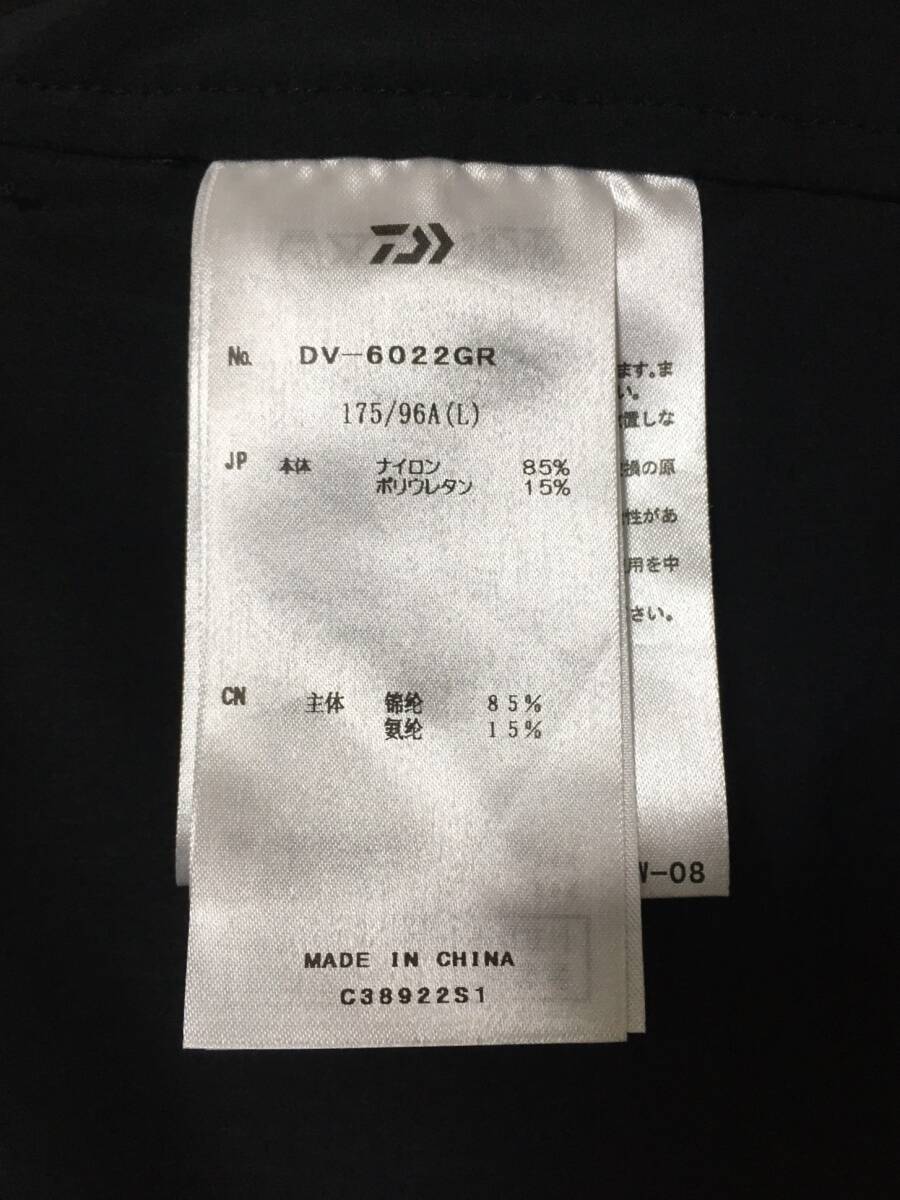 No. DV-6022GR
175/96A(L)
JP 本体 ナイロン 85%
ポリウレタン 15%
CN 主体 锦纶 85%
氨纶 15%
MADE IN CHINA
C38922S1
ます。ま
い。
置しな
損の原
性があ
用を中
さい。
-08